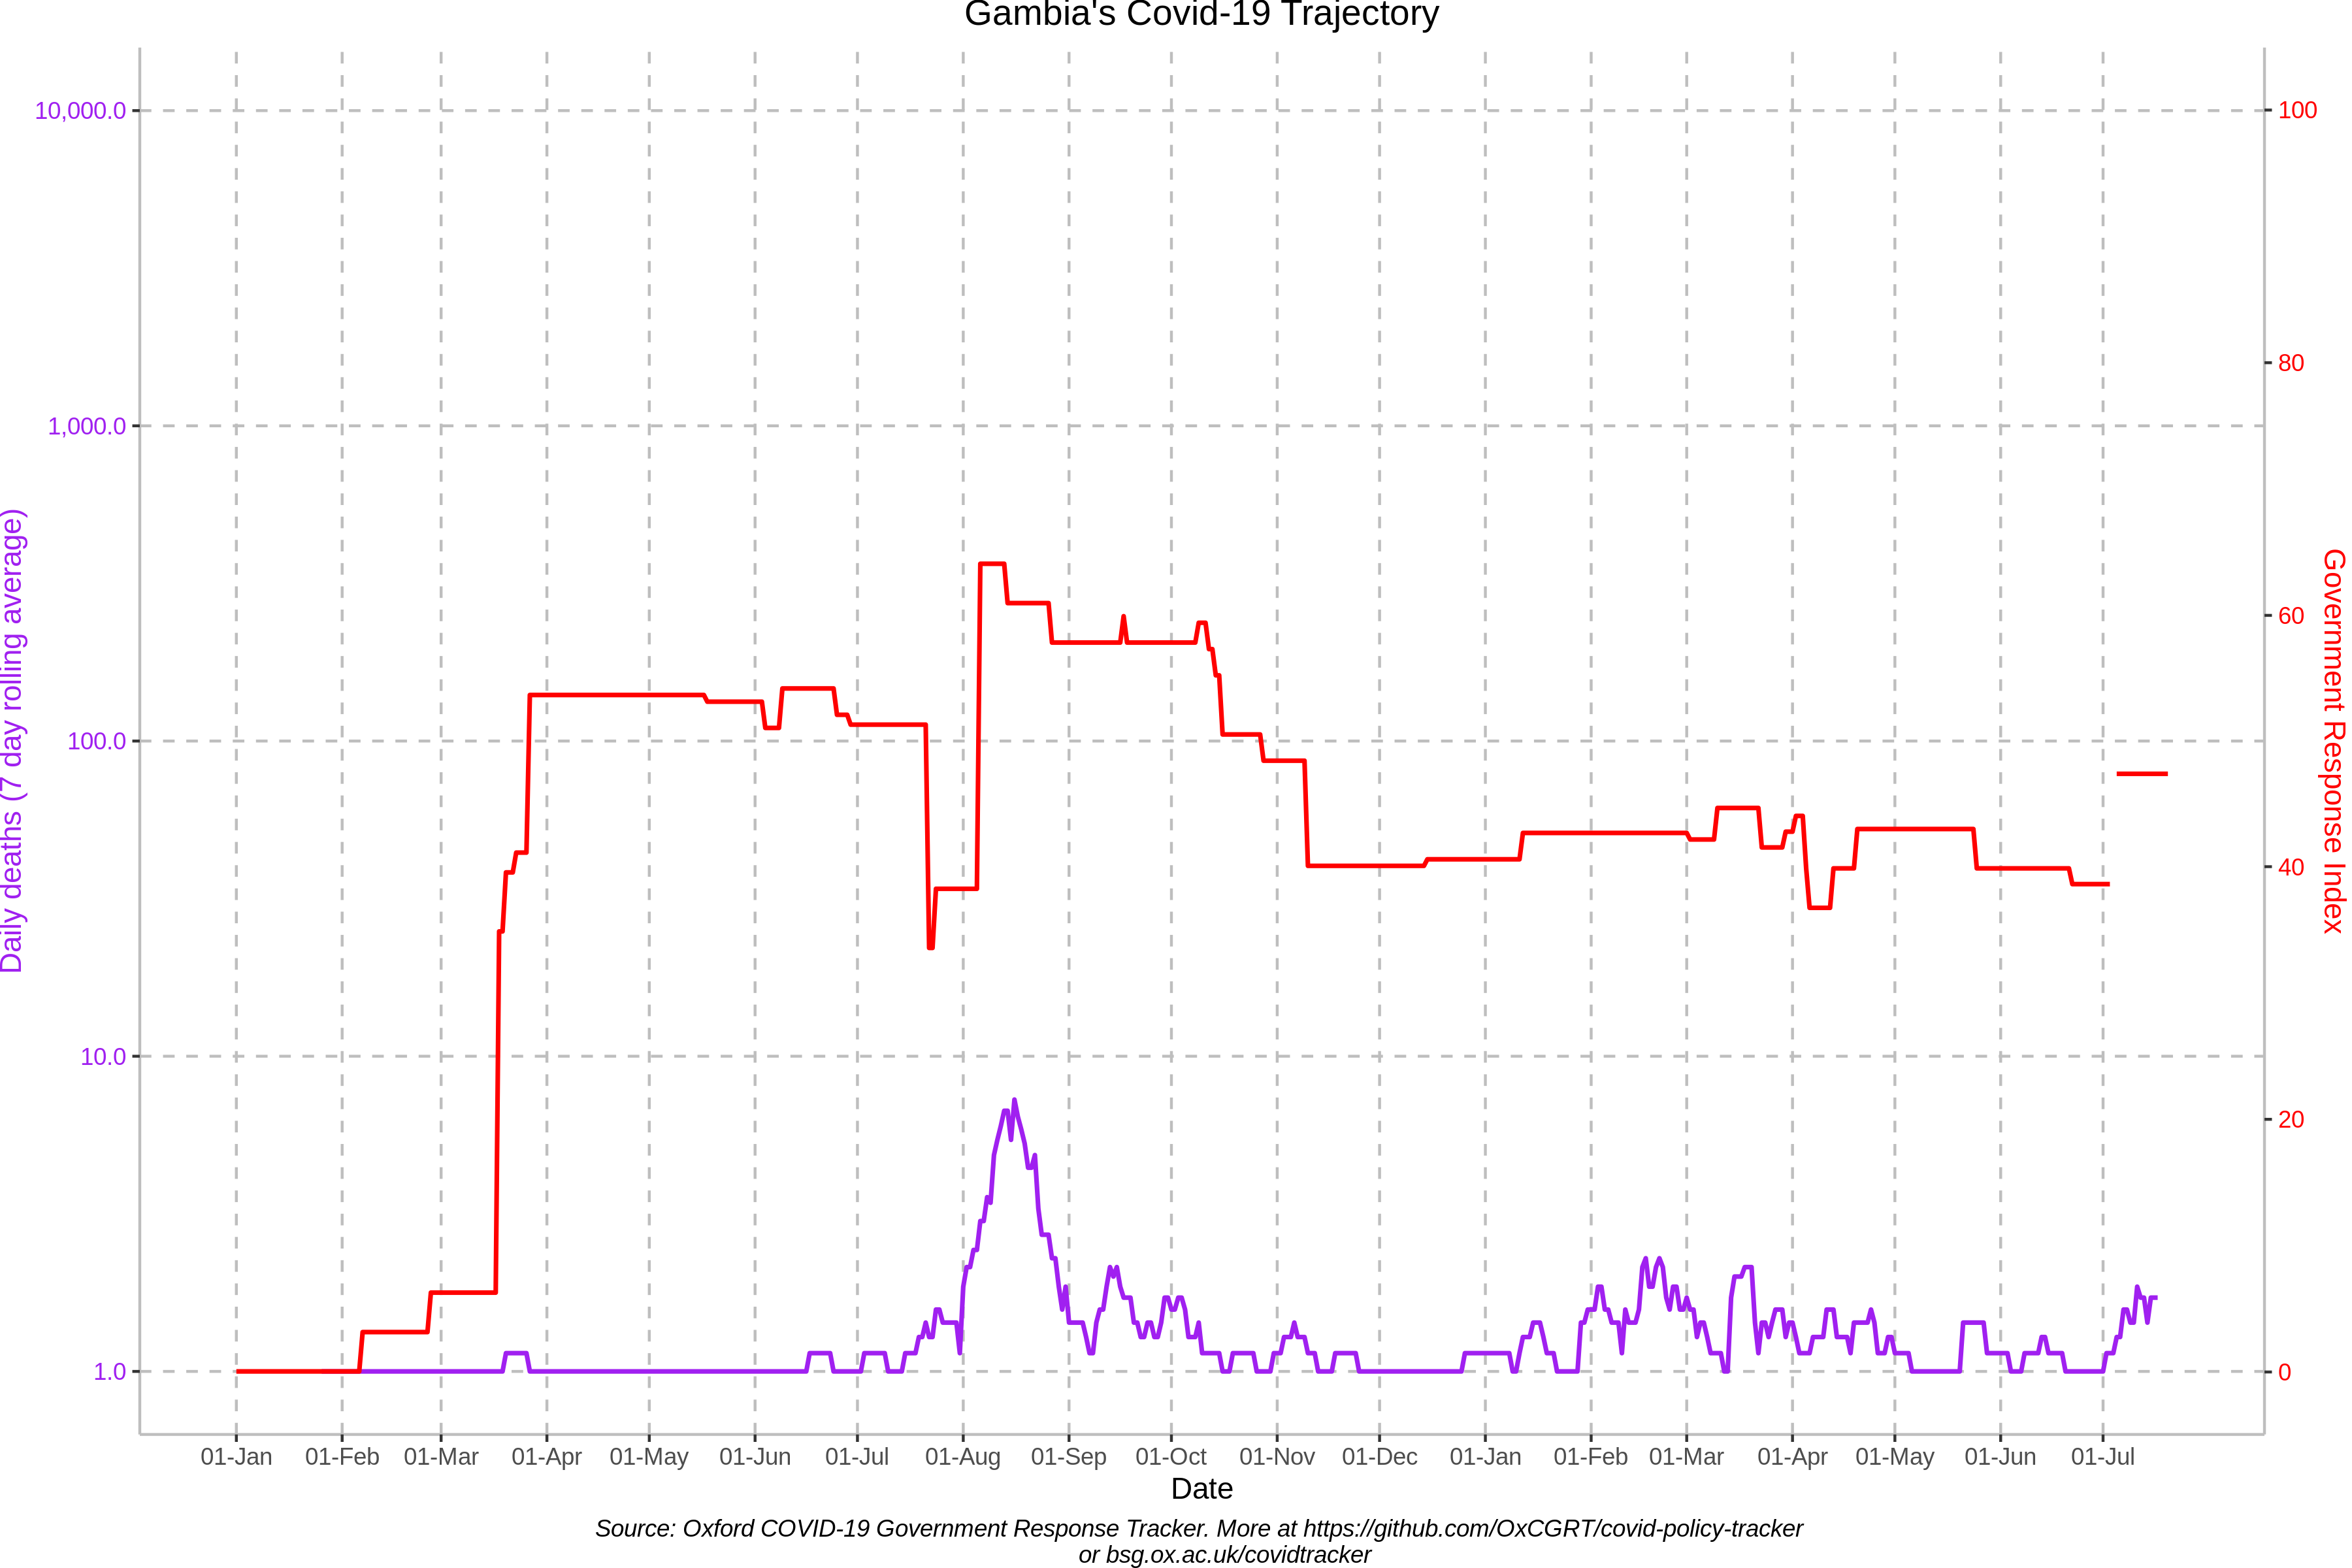 Gambia's Covid-19 Trajectory
10,000.0
1,000.0
100.0
10.0
1.0
Daily deaths (7 day rolling average)
100
80
60
40
20
0
Government Response Index
01-Jan 01-Feb 01-Mar 01-Apr 01-May 01-Jun 01-Jul 01-Aug 01-Sep 01-Oct 01-Nov 01-Dec 01-Jan 01-Feb 01-Mar 01-Apr 01-May 01-Jun 01-Jul
Date
Source: Oxford COVID-19 Government Response Tracker. More at https://github.com/OxCGRT/covid-policy-tracker
or bsg.ox.ac.uk/covidtracker